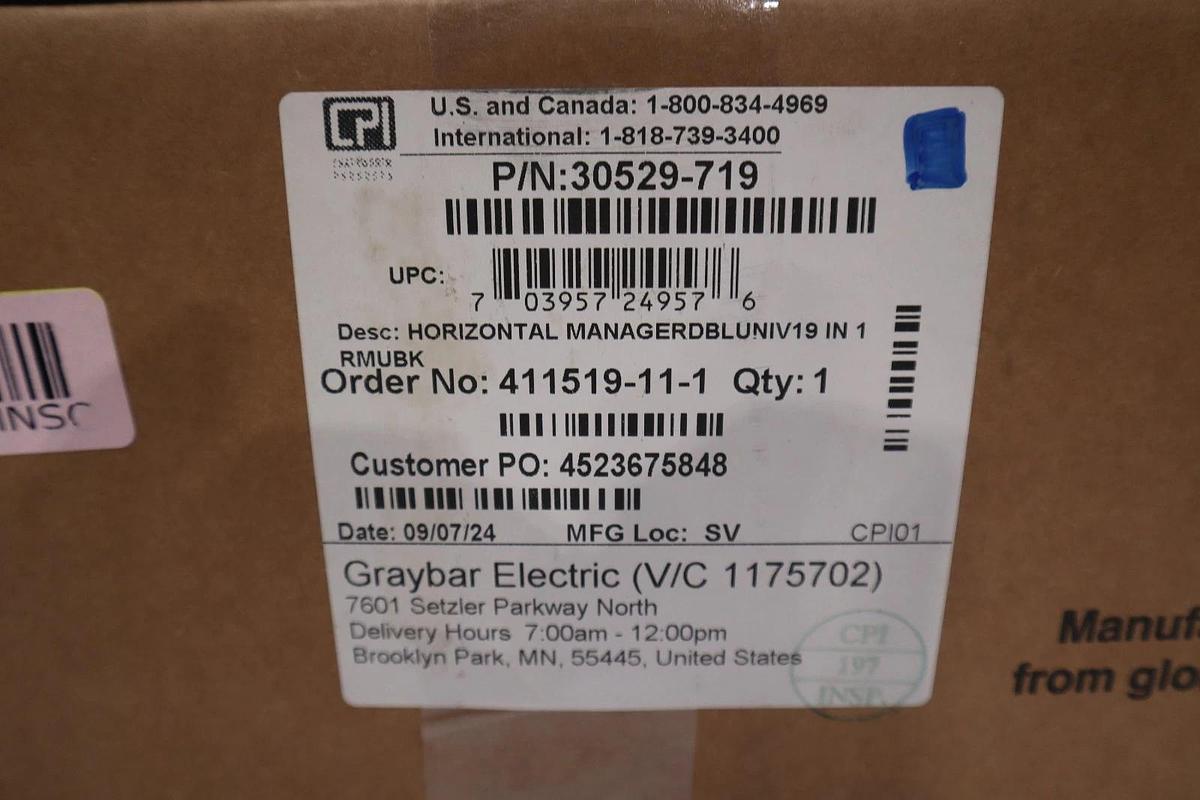 CPI
U.S. and Canada: 1-800-834-4969
International: 1-818-739-3400
P/N:30529-719
UPC:
7 03957 24957 6
Desc: HORIZONTAL MANAGERDBLUNIV19 IN 1
RMUBK
Order No: 411519-11-1 Qty: 1
Customer PO: 4523675848
Date: 09/07/24 MFG Loc: SV CPI01
Graybar Electric (V/C 1175702)
7601 Setzler Parkway North
Delivery Hours 7:00am - 12:00pm
Brooklyn Park, MN, 55445, United States
CPI
197
INSP.
Manuf
from glo